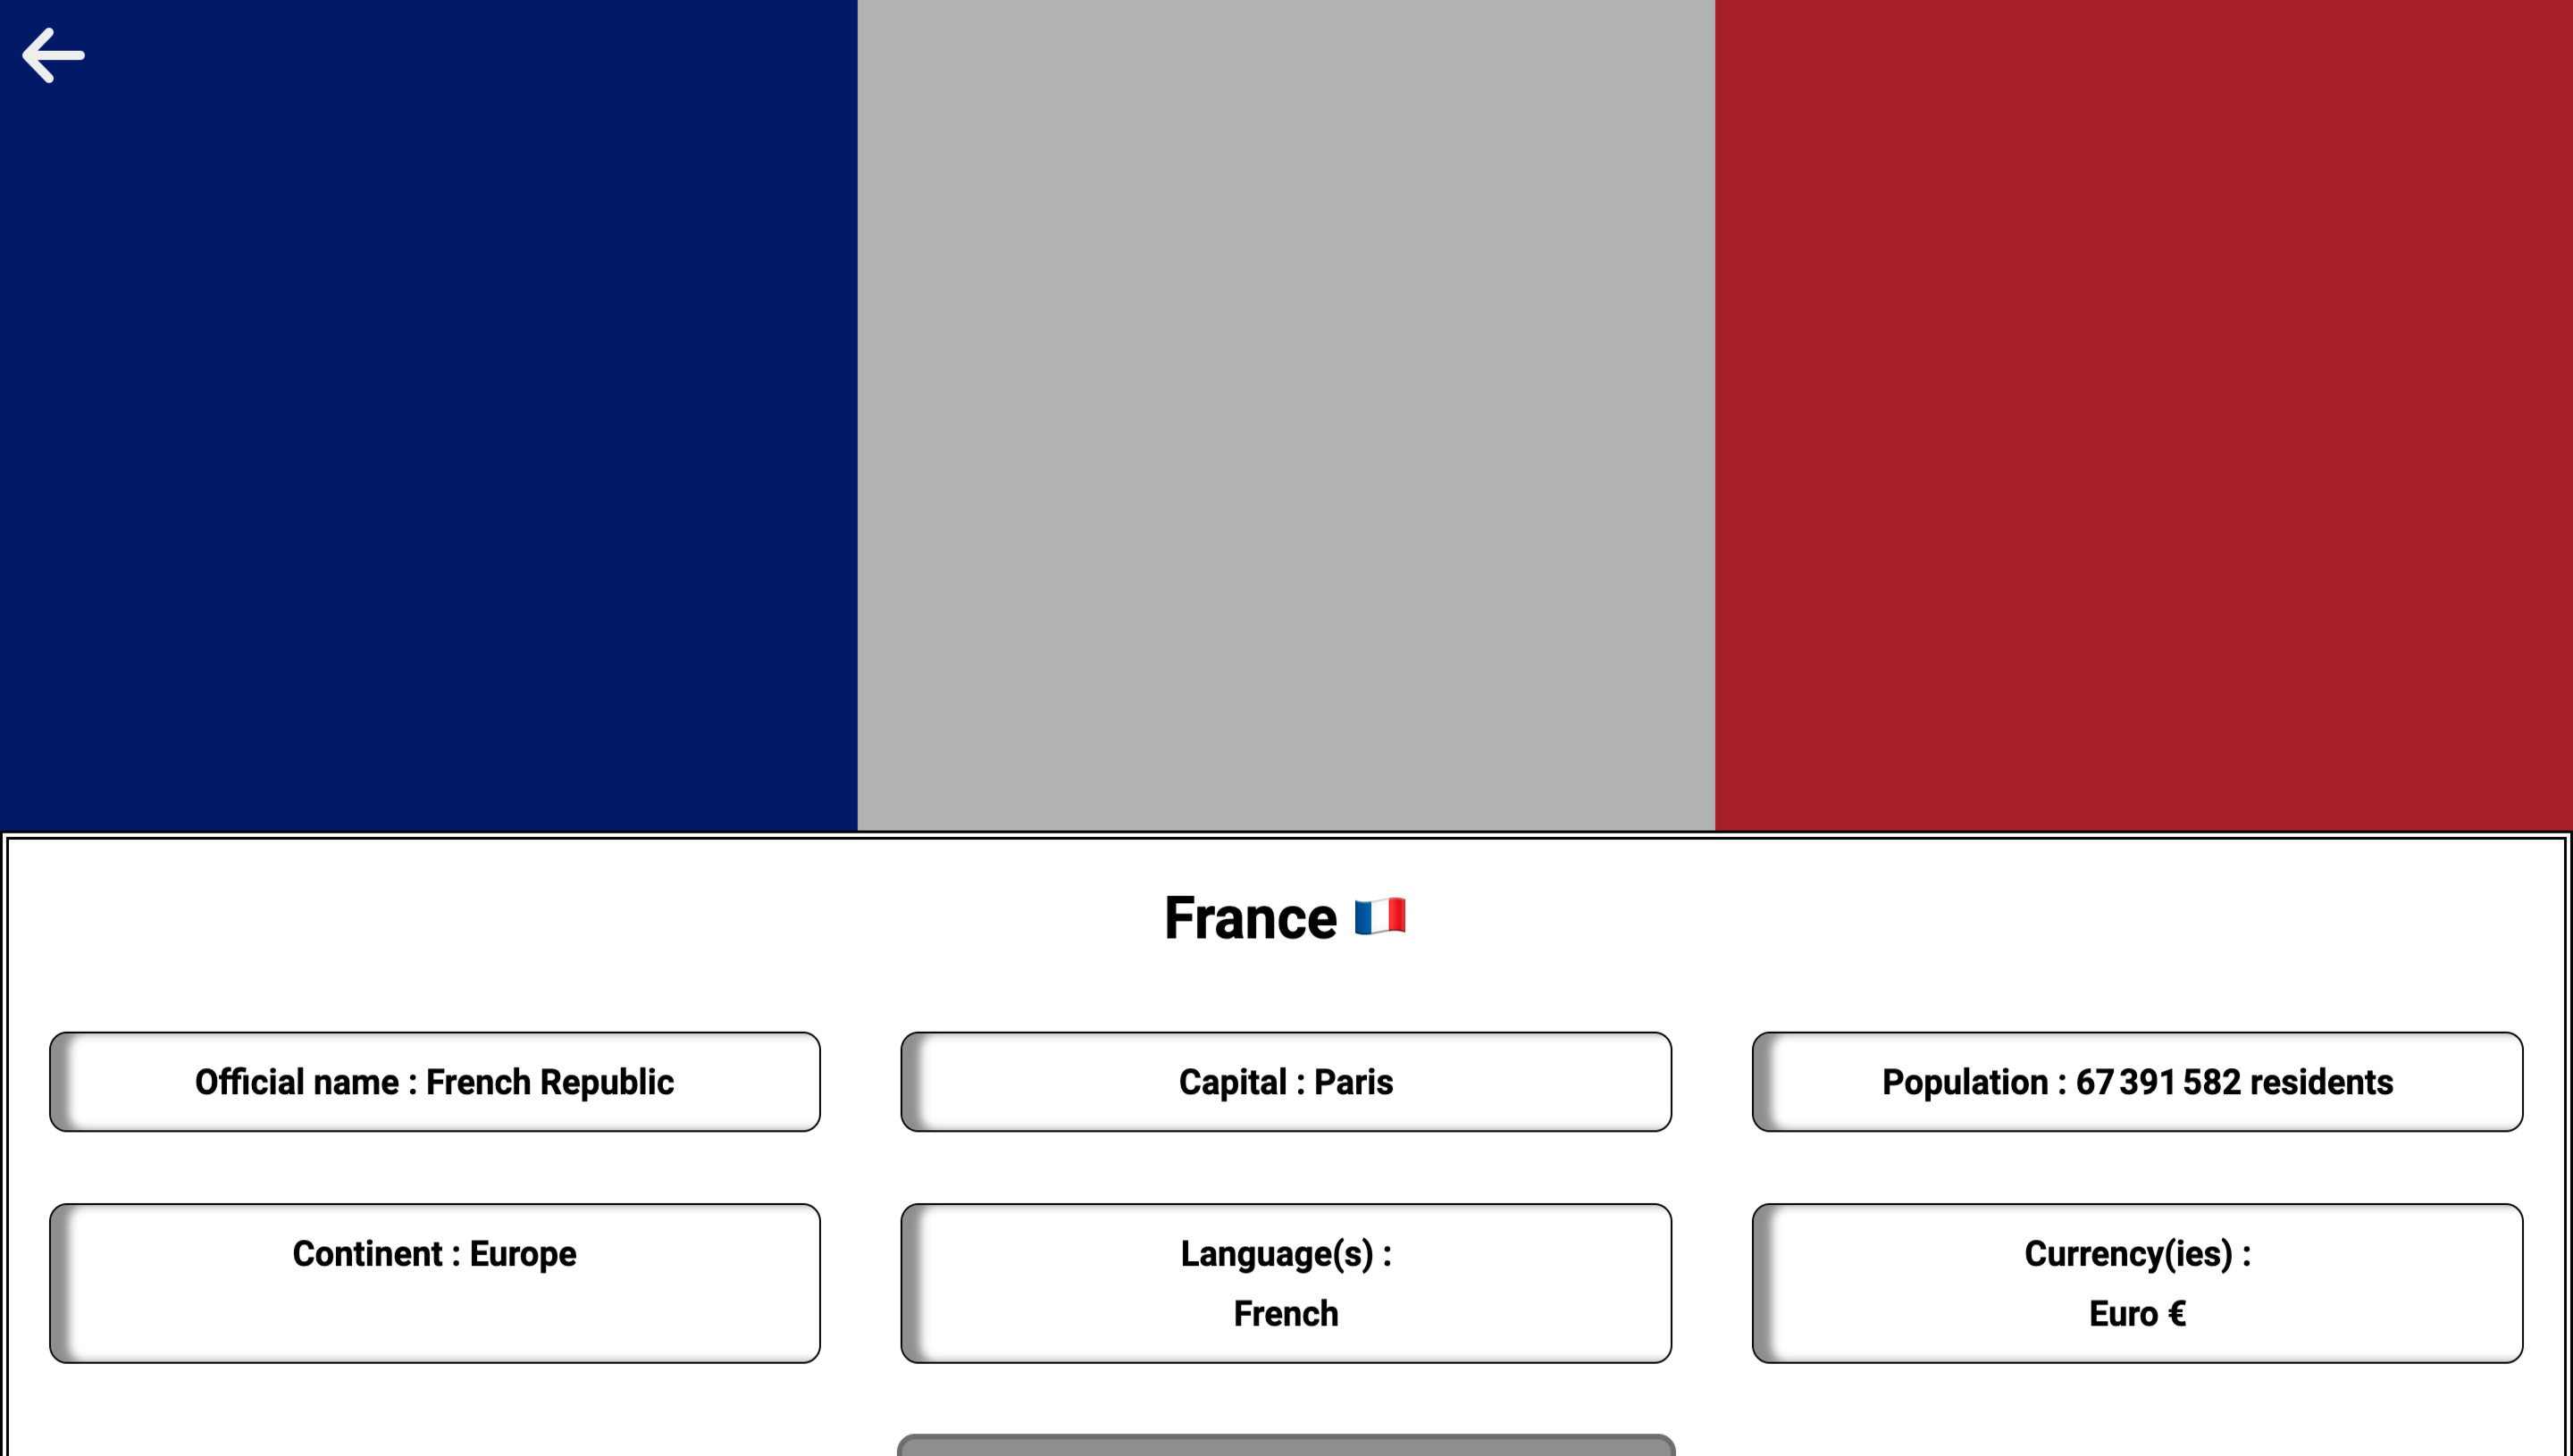 France 🇫🇷
Official name : French Republic
Capital : Paris
Population : 67 391 582 residents
Continent : Europe
Language(s) :
French
Currency(ies) :
Euro €